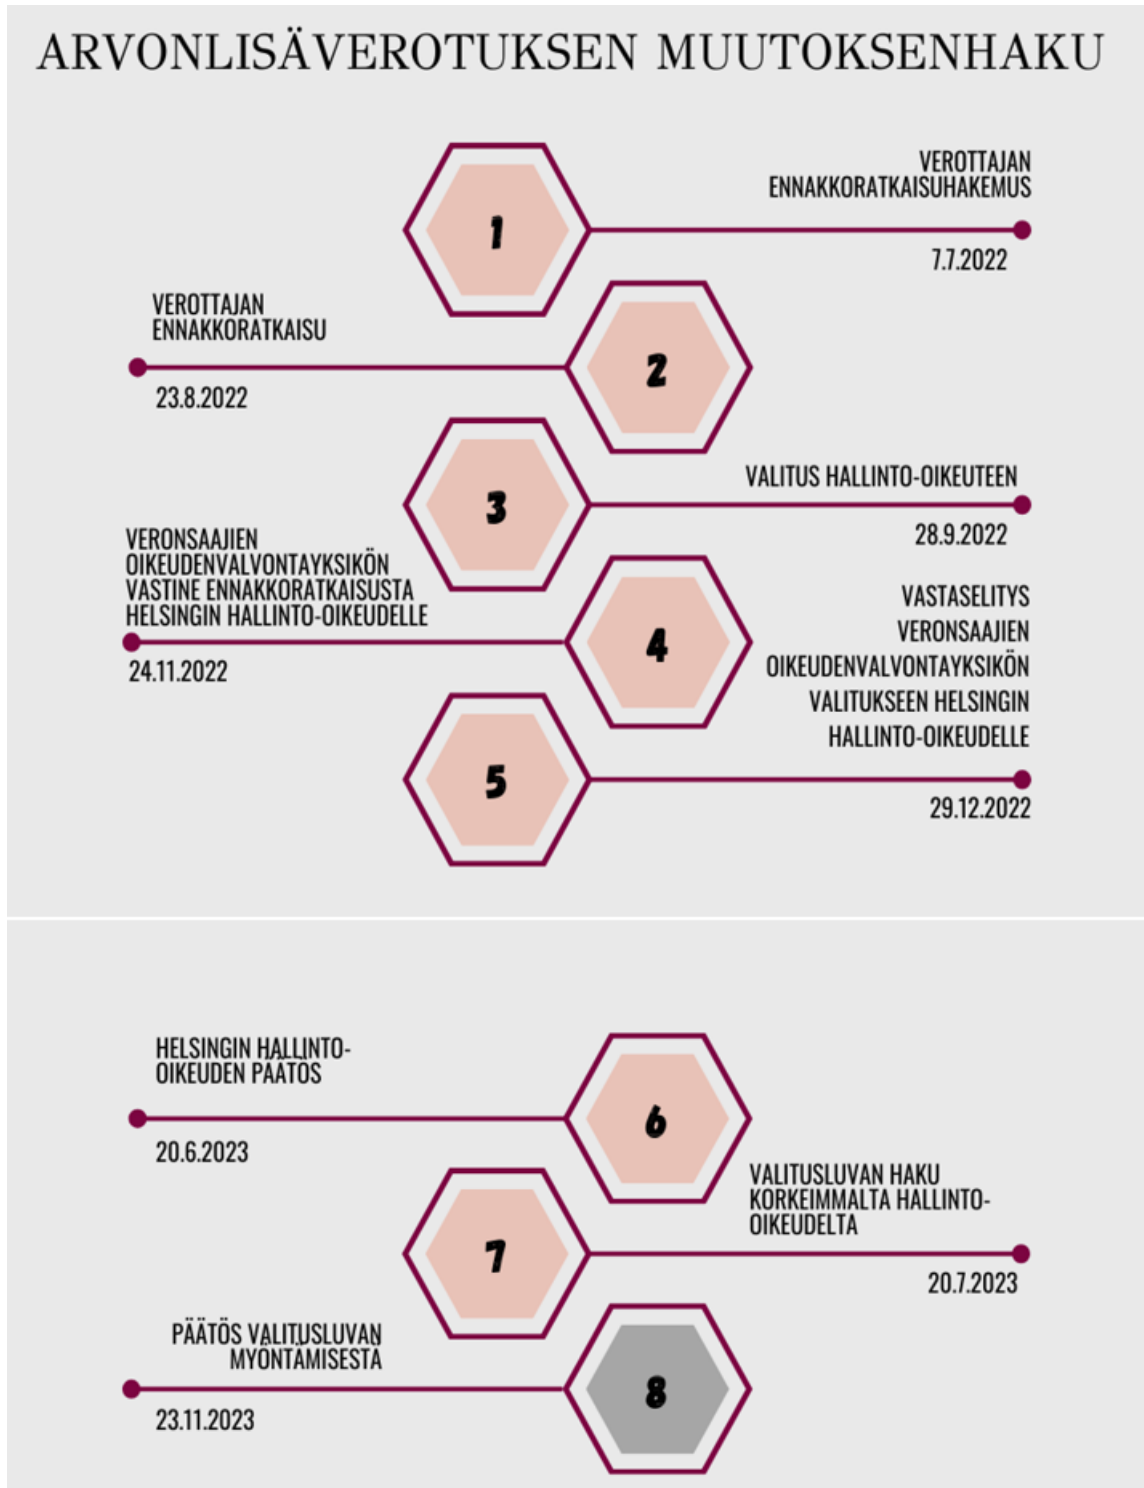 ARVONLISÄVEROTUKSEN MUUTOKSENHAKU
1
VEROTTAJAN
ENNAKKORATKAISUHAKEMUS
7.7.2022
VEROTTAJAN
ENNAKKORATKAISU
23.8.2022
2
3
VALITUS HALLINTO-OIKEUTEEN
28.9.2022
VERONSAAJIEN
OIKEUDENVALVONTAYKSIKÖN
VASTINE ENNAKKORATKAISUSTA
HELSINGIN HALLINTO-OIKEUDELLE
24.11.2022
4
VASTASELITYS
VERONSAAJIEN
OIKEUDENVALVONTAYKSIKÖN
VALITUKSEEN HELSINGIN
HALLINTO-OIKEUDELLE
29.12.2022
5
HELSINGIN HALLINTO-
OIKEUDEN PÄÄTÖS
20.6.2023
6
7
VALITUSLUVAN HAKU
KORKEIMMALTA HALLINTO-
OIKEUDELTA
20.7.2023
PÄÄTÖS VALITUSLUVAN
MYÖNTÄMISESTÄ
23.11.2023
8